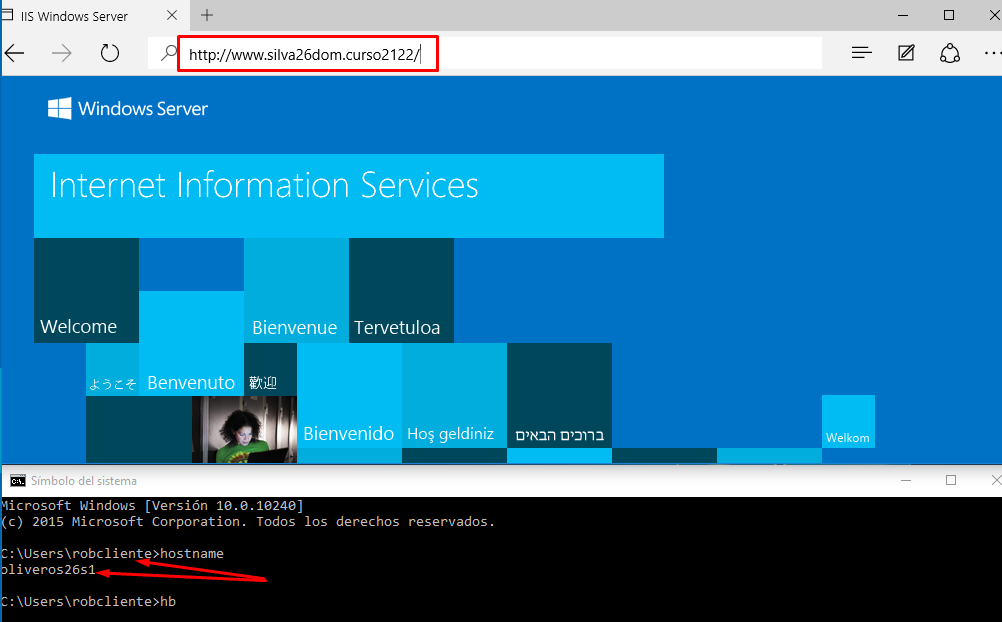 IIS Windows Server
http://www.silva26dom.curso2122/
Windows Server
Internet Information Services
Welcome
Bienvenue
Tervetuloa
ようこそ
Benvenuto
歡迎
Bienvenido
Hoş geldiniz
ברוכים הבאים
Welkom
Símbolo del sistema
Microsoft Windows [Versión 10.0.10240]
(c) 2015 Microsoft Corporation. Todos los derechos reservados.
C:\Users\robcliente>hostname
oliveros26s1
C:\Users\robcliente>hb